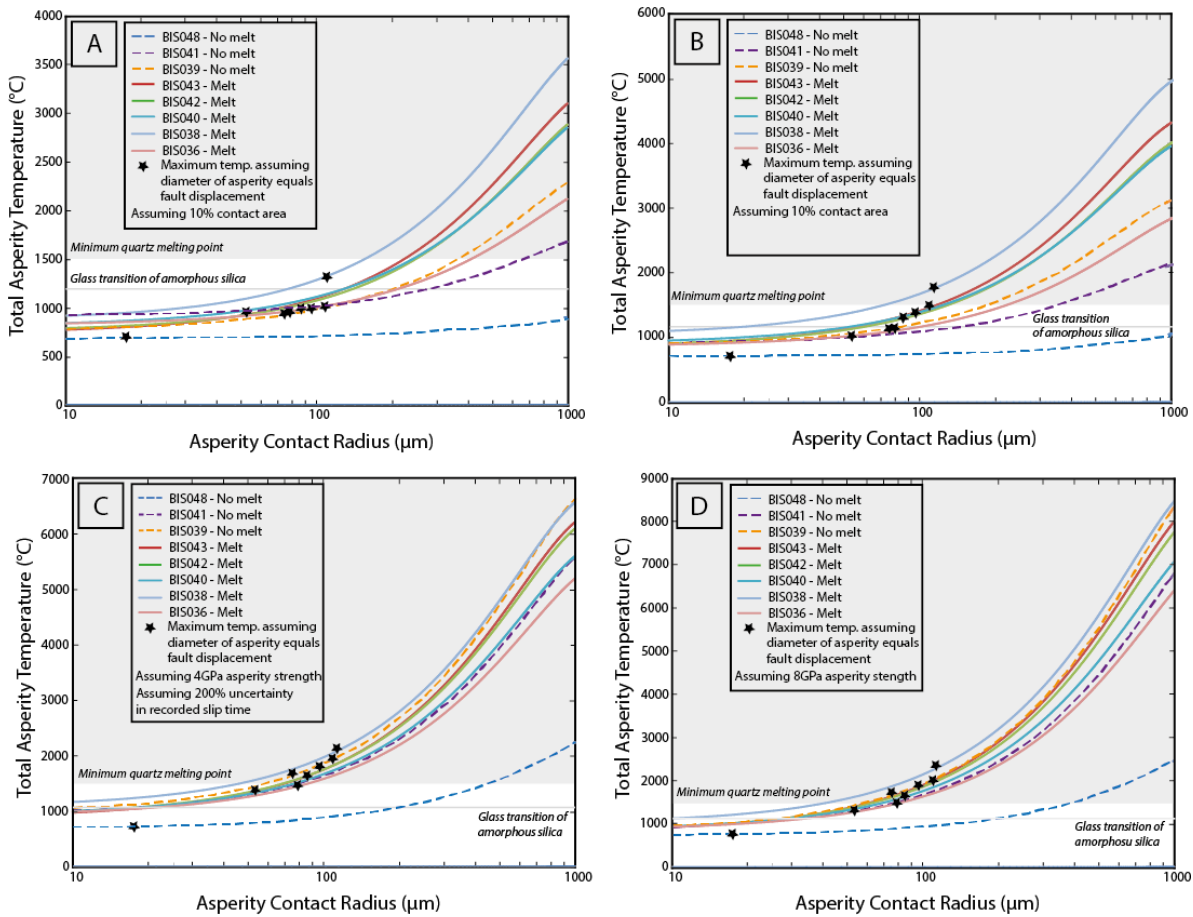 A
BIS048 - No melt
BIS041 - No melt
BIS039 - No melt
BIS043 - Melt
BIS042 - Melt
BIS040 - Melt
BIS038 - Melt
BIS036 - Melt
Maximum temp. assuming
diameter of asperity equals
fault displacement
Assuming 10% contact area
Minimum quartz melting point
Glass transition of amorphous silica
Total Asperity Temperature (°C)
4000
3500
3000
2500
2000
1500
1000
500
0
10
100
1000
Asperity Contact Radius (µm)
B
BIS048 - No melt
BIS041 - No melt
BIS039 - No melt
BIS043 - Melt
BIS042 - Melt
BIS040 - Melt
BIS038 - Melt
BIS036 - Melt
Maximum temp. assuming
diameter of asperity equals
fault displacement
Assuming 10% contact area
Minimum quartz melting point
Glass transition
of amorphous silica
Total Asperity Temperature (°C)
6000
5000
4000
3000
2000
1000
0
10
100
1000
Asperity Contact Radius (µm)
C
BIS048 - No melt
BIS041 - No melt
BIS039 - No melt
BIS043 - Melt
BIS042 - Melt
BIS040 - Melt
BIS038 - Melt
BIS036 - Melt
Maximum temp. assuming
diameter of asperity equals
fault displacement
Assuming 4GPa asperity strength
Assuming 200% uncertainty
in recorded slip time
Minimum quartz melting point
Glass transition of
amorphous silica
Total Asperity Temperature (°C)
7000
6000
5000
4000
3000
2000
1000
0
10
100
1000
Asperity Contact Radius (µm)
D
BIS048 - No melt
BIS041 - No melt
BIS039 - No melt
BIS043 - Melt
BIS042 - Melt
BIS040 - Melt
BIS038 - Melt
BIS036 - Melt
Maximum temp. assuming
diameter of asperity equals
fault displacement
Assuming 8GPa asperity stength
Minimum quartz melting point
Glass transition of
amorphosu silica
Total Asperity Temperature (°C)
9000
8000
7000
6000
5000
4000
3000
2000
1000
0
10
100
1000
Asperity Contact Radius (µm)